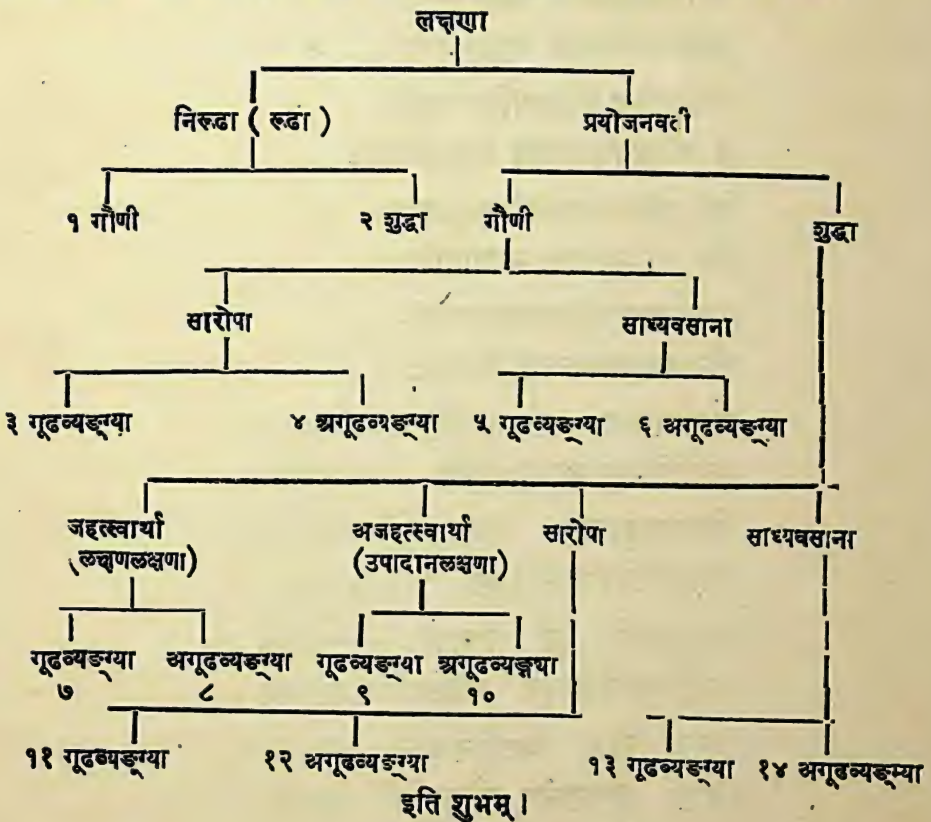 लक्षणा
निरूढा ( रूढा ) प्रयोजनवती
१ गौणी २ शुद्धा गौणी शुद्धा
सारोपा साध्यवसाना
३ गूढव्यङ्ग्या ४ अगूढव्यङ्ग्या ५ गूढव्यङ्ग्या ६ अगूढव्यङ्ग्या
जहत्स्वार्था अजहत्स्वार्था सारोपा साध्यवसाना
(लक्षणलक्षणा) (उपादानलक्षणा)
गूढव्यङ्ग्या अगूढव्यङ्ग्या गूढव्यङ्ग्या अगूढव्यङ्ग्या
७ ८ ९ १०
११ गूढव्यङ्ग्या १२ अगूढव्यङ्ग्या १३ गूढव्यङ्ग्या १४ अगूढव्यङ्ग्या
इति शुभम् ।